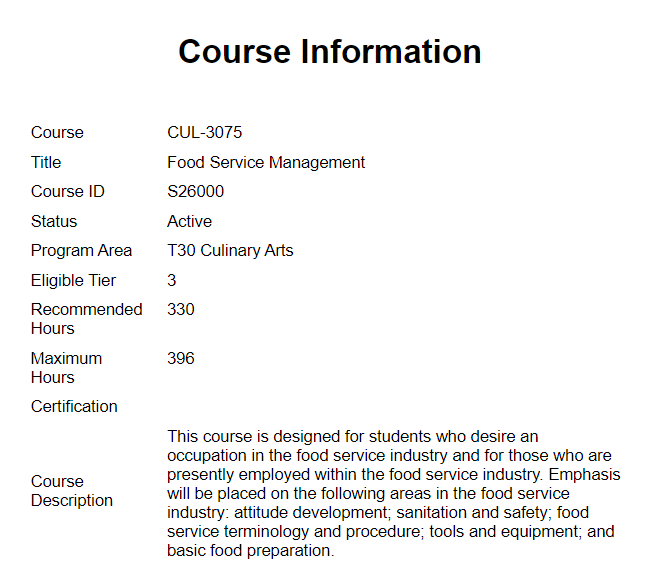 Course Information
Course CUL-3075
Title Food Service Management
Course ID S26000
Status Active
Program Area T30 Culinary Arts
Eligible Tier 3
Recommended 330
Hours
Maximum 396
Hours
Certification
Course
Description
This course is designed for students who desire an
occupation in the food service industry and for those who are
presently employed within the food service industry. Emphasis
will be placed on the following areas in the food service
industry: attitude development; sanitation and safety; food
service terminology and procedure; tools and equipment; and
basic food preparation.